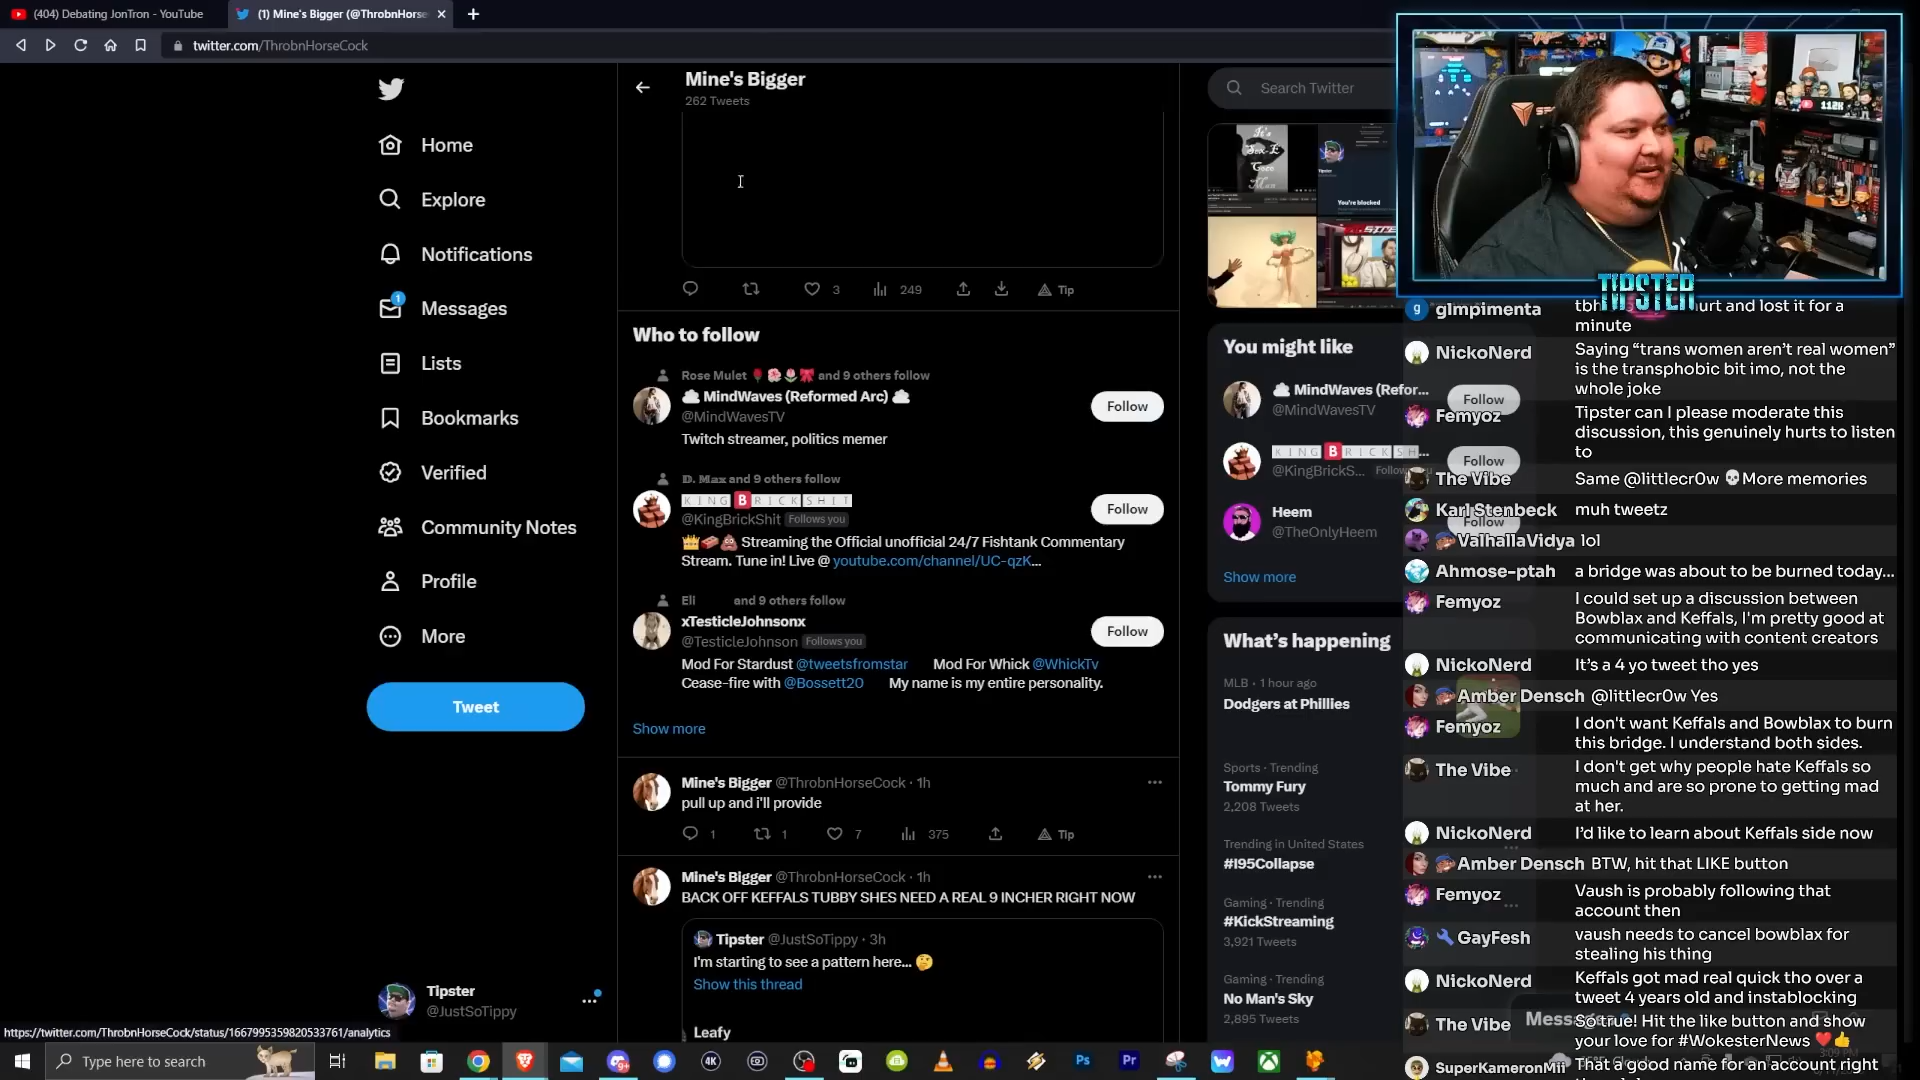 (404) Debating JonTron - YouTube
(1) Mine's Bigger (@ThrobnHorse
twitter.com/ThrobnHorseCock
Home
Explore
Notifications
1
Messages
Lists
Bookmarks
Verified
Community Notes
Profile
More
Tweet
Tipster
@JustSoTippy
https://twitter.com/ThrobnHorseCock/status/1667995359820533761/analytics
Mine's Bigger
262 Tweets
3
249
Tip
Who to follow
Rose Mulet 🌹🌺🌷🎀 and 9 others follow
☁️ MindWaves (Reformed Arc) ☁️
@MindWavesTV
Follow
Twitch streamer, politics memer
D. Max and 9 others follow
KING 🅱 RICK SHIT
@KingBrickShit Follows you
Follow
👑🧱💩 Streaming the Official unofficial 24/7 Fishtank Commentary
Stream. Tune in! Live @ youtube.com/channel/UC-qzK...
Eli and 9 others follow
xTesticleJohnsonx
@TesticleJohnson Follows you
Follow
Mod For Stardust @tweetsfromstar Mod For Whick @WhickTv
Cease-fire with @Bossett20 My name is my entire personality.
Show more
Mine's Bigger @ThrobnHorseCock · 1h
pull up and i'll provide
1
1
7
375
Tip
Mine's Bigger @ThrobnHorseCock · 1h
BACK OFF KEFFALS TUBBY SHES NEED A REAL 9 INCHER RIGHT NOW
Tipster @JustSoTippy · 3h
I'm starting to see a pattern here... 🤔
Show this thread
Leafy
Search Twitter
It's
Sex-E
Coco
Man
Tipster
You're blocked
You might like
☁️ MindWaves (Refor...
@MindWavesTV
Follow
KING 🅱 RICK SH...
@KingBrickS...
Follow
Heem
@TheOnlyHeem
Follow
Show more
What's happening
MLB · 1 hour ago
Dodgers at Phillies
Sports · Trending
Tommy Fury
2,208 Tweets
Trending in United States
#I95Collapse
Gaming · Trending
#KickStreaming
3,921 Tweets
Gaming · Trending
No Man's Sky
2,895 Tweets
112K
TIPSTER
gimpimenta
minute
NickoNerd Saying “trans women aren’t real women”
is the transphobic bit imo, not the
whole joke
Femyoz Tipster can I please moderate this
discussion, this genuinely hurts to listen
to
The Vibe Same @littlecr0w 💀More memories
Karl Stenbeck muh tweetz
ValhallaVidya lol
Ahmose-ptah a bridge was about to be burned today...
Femyoz I could set up a discussion between
Bowblax and Keffals, I'm pretty good at
communicating with content creators
NickoNerd It’s a 4 yo tweet tho yes
Amber Densch @littlecr0w Yes
Femyoz I don't want Keffals and Bowblax to burn
this bridge. I understand both sides.
The Vibe I don't get why people hate Keffals so
much and are so prone to getting mad
at her.
NickoNerd I’d like to learn about Keffals side now
Amber Densch BTW, hit that LIKE button
Femyoz Vaush is probably following that
account then
GayFesh vaush needs to cancel bowblax for
stealing his thing
NickoNerd Keffals got mad real quick tho over a
tweet 4 years old and instablocking
The Vibe So true! Hit the like button and show
your love for #WokesterNews ❤️👍
SuperKameronMii That a good name for an account right
Type here to search
4K
Ps
Pr
3:09 PM